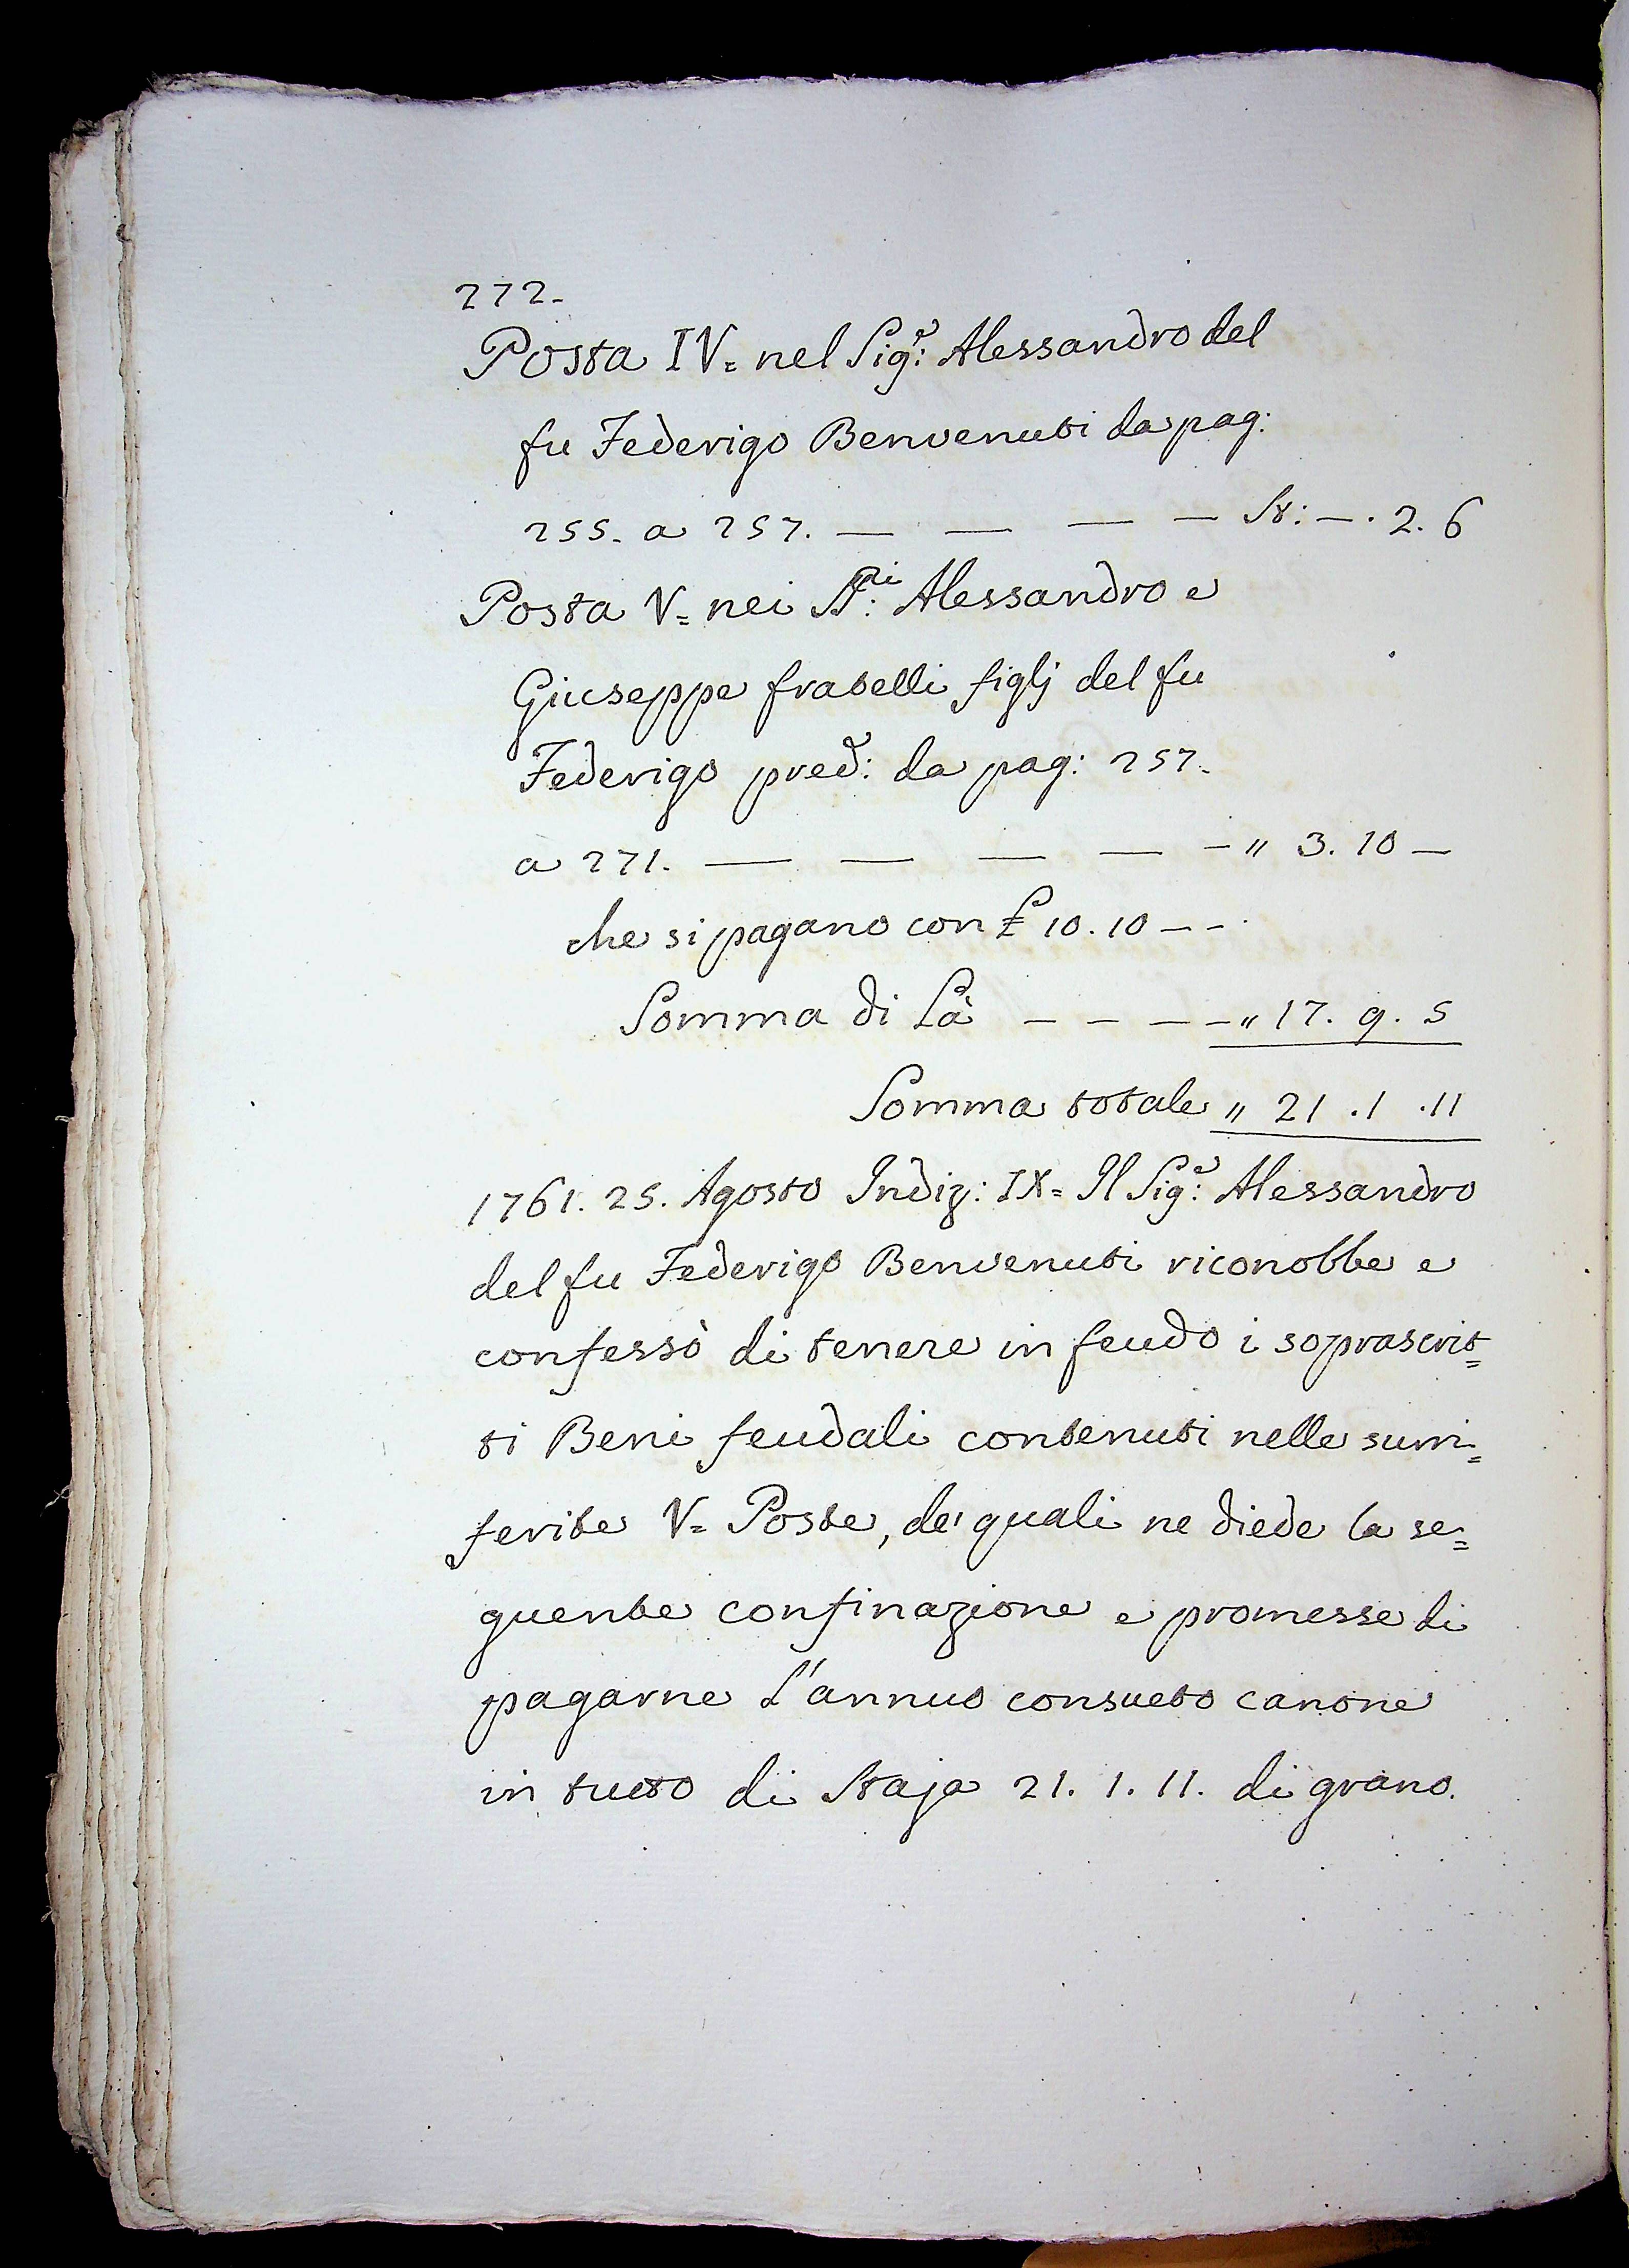 272.
Posta IV= nel Sig.r: Alessandro del
fu Federigo Benvenuti da pag:
255. a 257. — — — — St: — . 2. 6
Posta V= nei SS.ri: Alessandro e
Giuseppe fratelli figlj del fu
Federigo pred: da pag: 257.
a 271. — — — — — " 3. 10 —
che si pagano con £ 10. 10 — —
Somma di Là — — — — " 17. 9. 5
Somma totale " 21 . 1 . 11
1761. 25. Agosto Indiz: IX= Il Sig.r: Alessandro
del fu Federigo Benvenuti riconobbe e
confessò di tenere in feudo i soprascrit=
ti Beni feudali contenuti nelle surri=
ferite V= Poste, de' quali ne diede la se=
guente confinazione e promesse di
pagarne L'annuo consueto canone
in tutto di Staja 21. 1. 11. di grano.